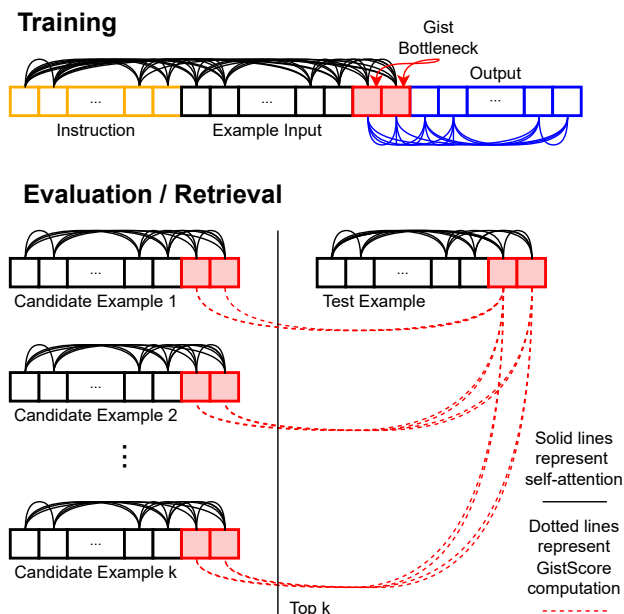 Training
Gist
Bottleneck
Output
...
...
...
Instruction
Example Input
Evaluation / Retrieval
...
...
Candidate Example 1
Test Example
...
Candidate Example 2
⋮
...
Candidate Example k
Solid lines
represent
self-attention
Dotted lines
represent
GistScore
computation
Top k